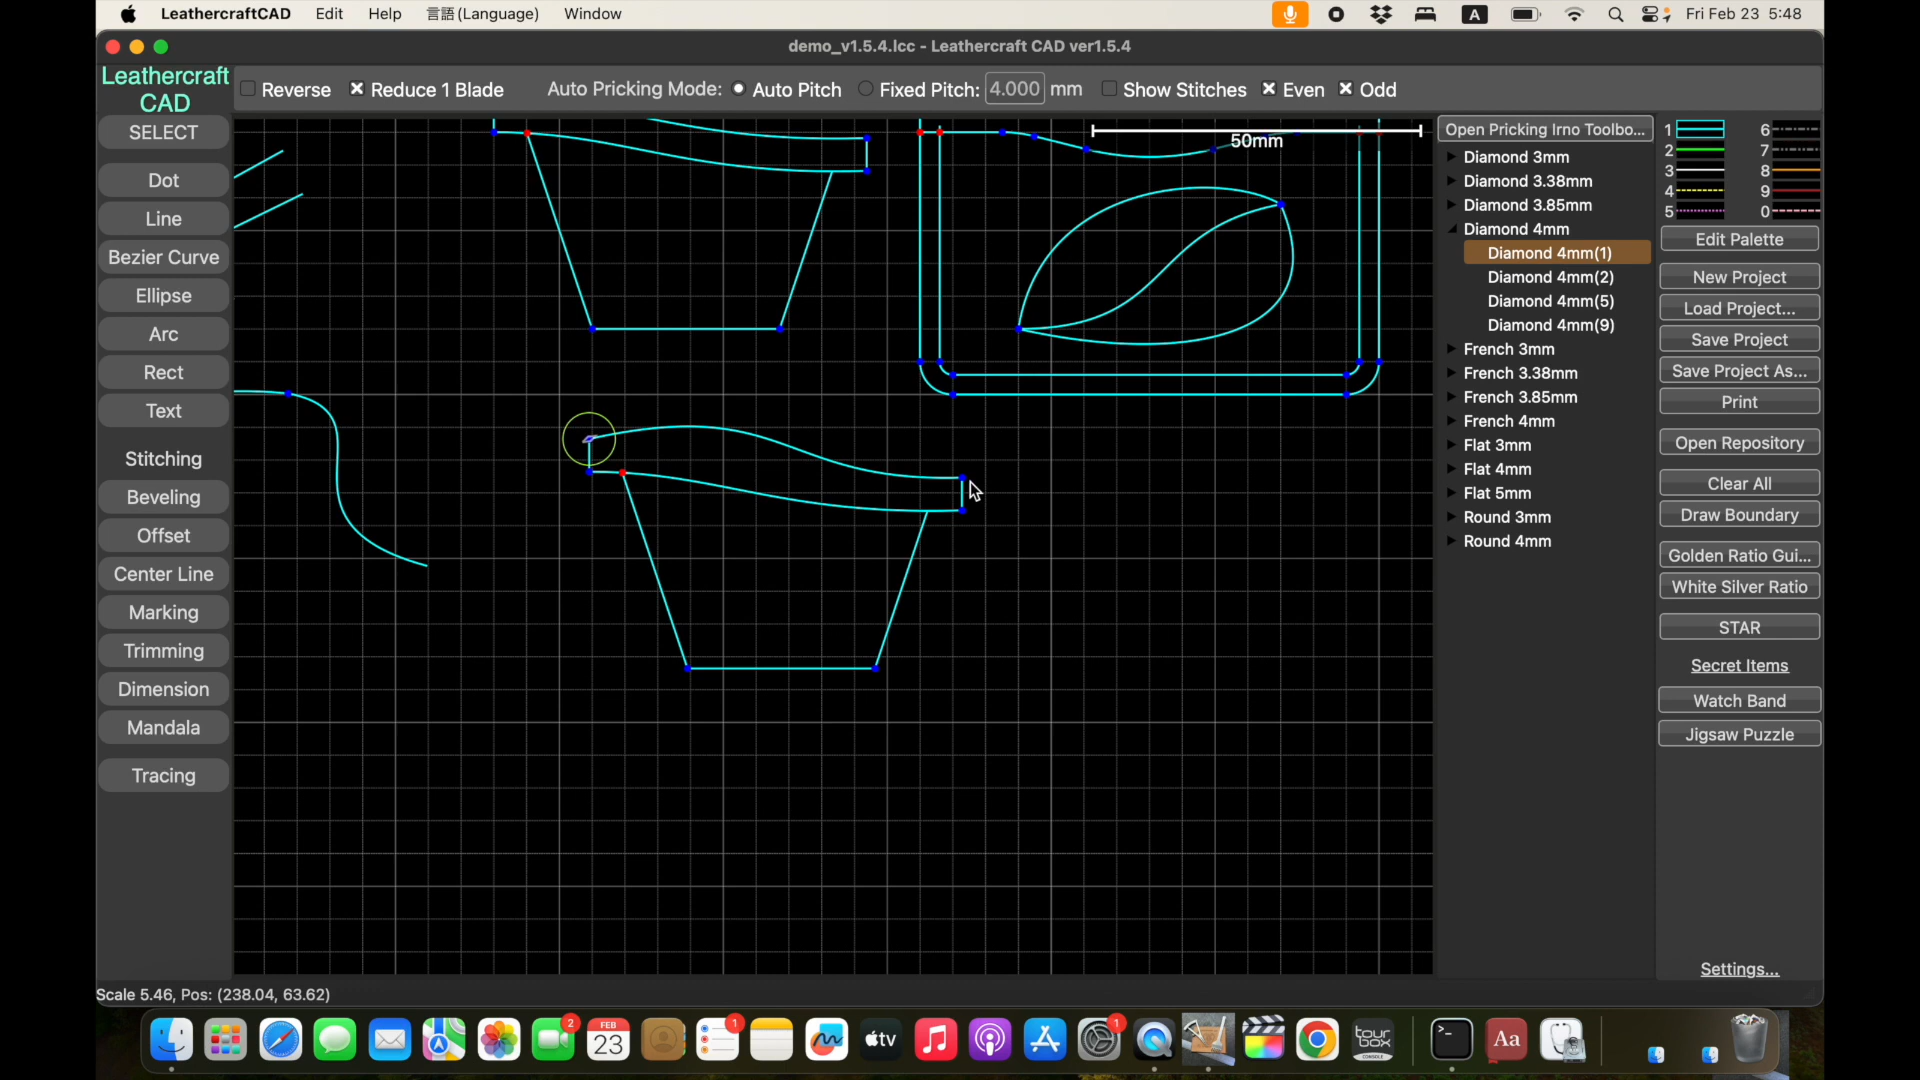 LeathercraftCAD Edit Help 言語(Language) Window
A Fri Feb 23 5:48
demo_v1.5.4.lcc - Leathercraft CAD ver1.5.4
Leathercraft
CAD
Reverse Reduce 1 Blade Auto Pricking Mode: Auto Pitch Fixed Pitch: 4.000 mm Show Stitches Even Odd
SELECT
Dot
Line
Bezier Curve
Ellipse
Arc
Rect
Text
Stitching
Beveling
Offset
Center Line
Marking
Trimming
Dimension
Mandala
Tracing
50mm
Open Pricking Irno Toolbo...
Diamond 3mm
Diamond 3.38mm
Diamond 3.85mm
Diamond 4mm
Diamond 4mm(1)
Diamond 4mm(2)
Diamond 4mm(5)
Diamond 4mm(9)
French 3mm
French 3.38mm
French 3.85mm
French 4mm
Flat 3mm
Flat 4mm
Flat 5mm
Round 3mm
Round 4mm
1 6
2 7
3 8
4 9
5 0
Edit Palette
New Project
Load Project...
Save Project
Save Project As...
Print
Open Repository
Clear All
Draw Boundary
Golden Ratio Gui...
White Silver Ratio
STAR
Secret Items
Watch Band
Jigsaw Puzzle
Settings...
Scale 5.46, Pos: (238.04, 63.62)
2
FEB
23
1
tv
1
tour
box
CONSOLE
>_
Aa